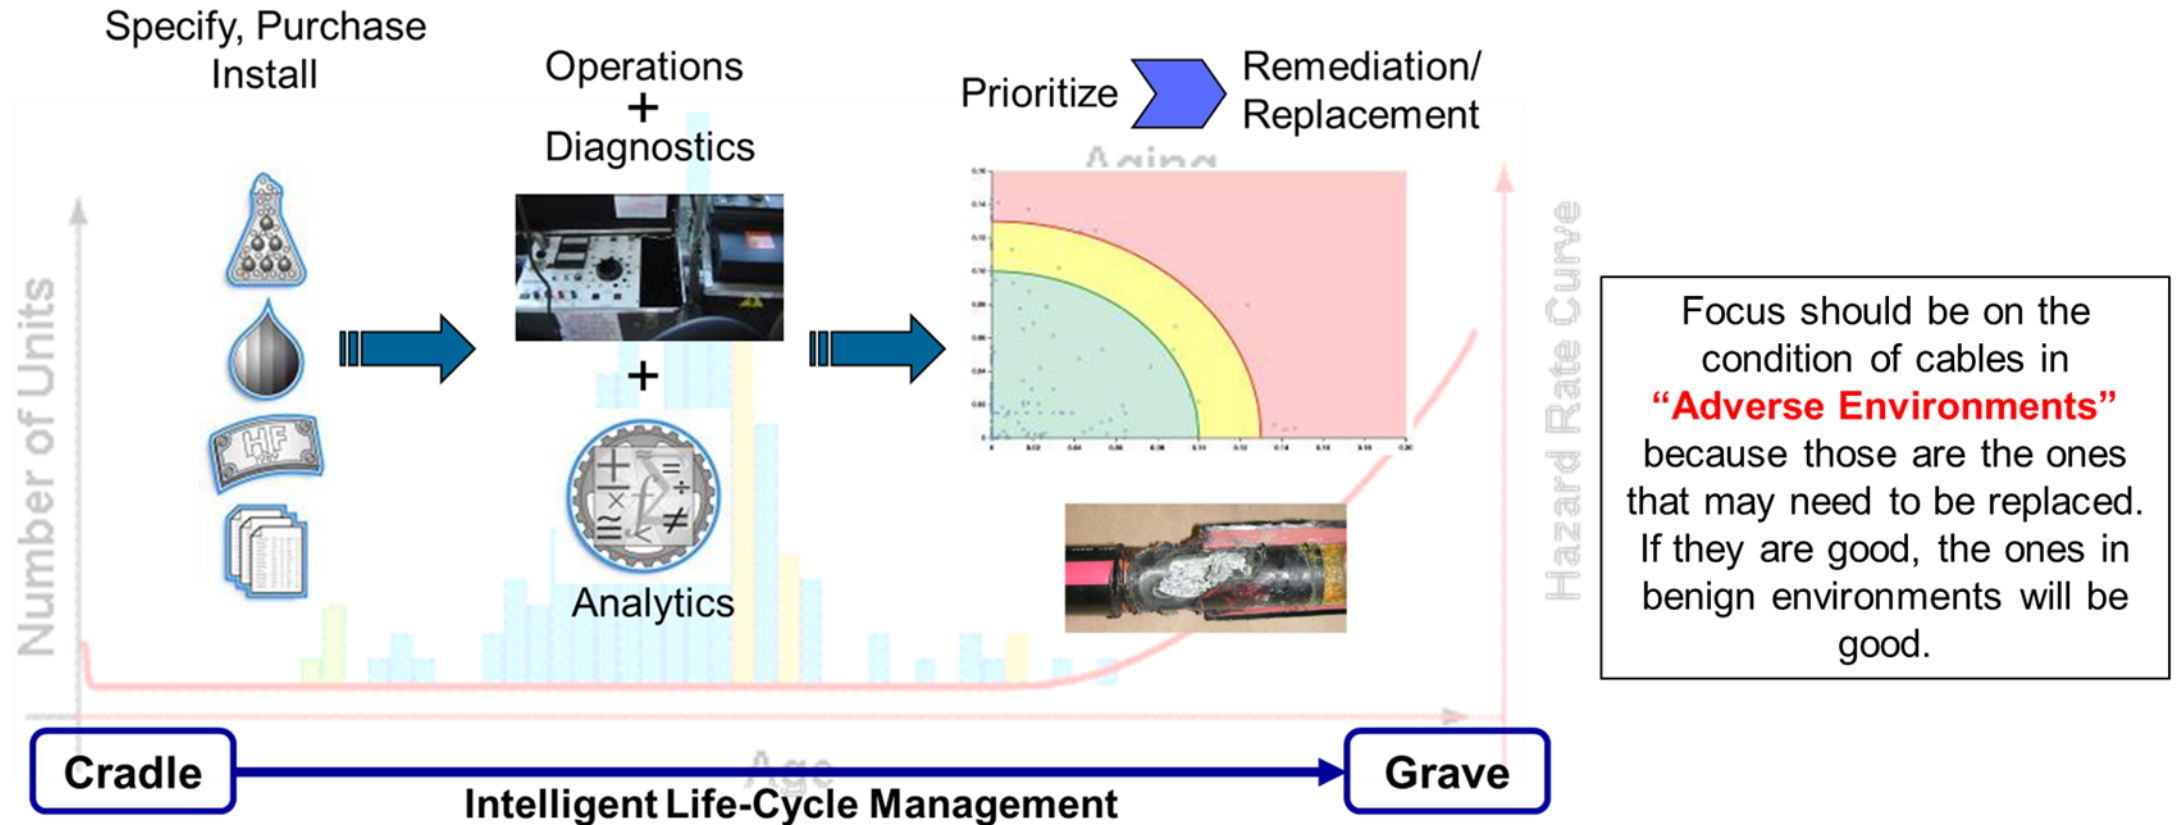 Specify, Purchase
Install
Operations
+
Diagnostics
+
Analytics
Prioritize
Remediation/
Replacement
Aging
Number of Units
Hazard Rate Curve
HF
Focus should be on the
condition of cables in
“Adverse Environments”
because those are the ones
that may need to be replaced.
If they are good, the ones in
benign environments will be
good.
Cradle
Age
Grave
Intelligent Life-Cycle Management